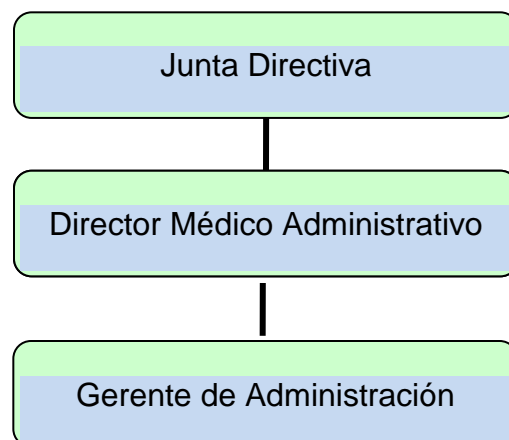 Junta Directiva
Director Médico Administrativo
Gerente de Administración